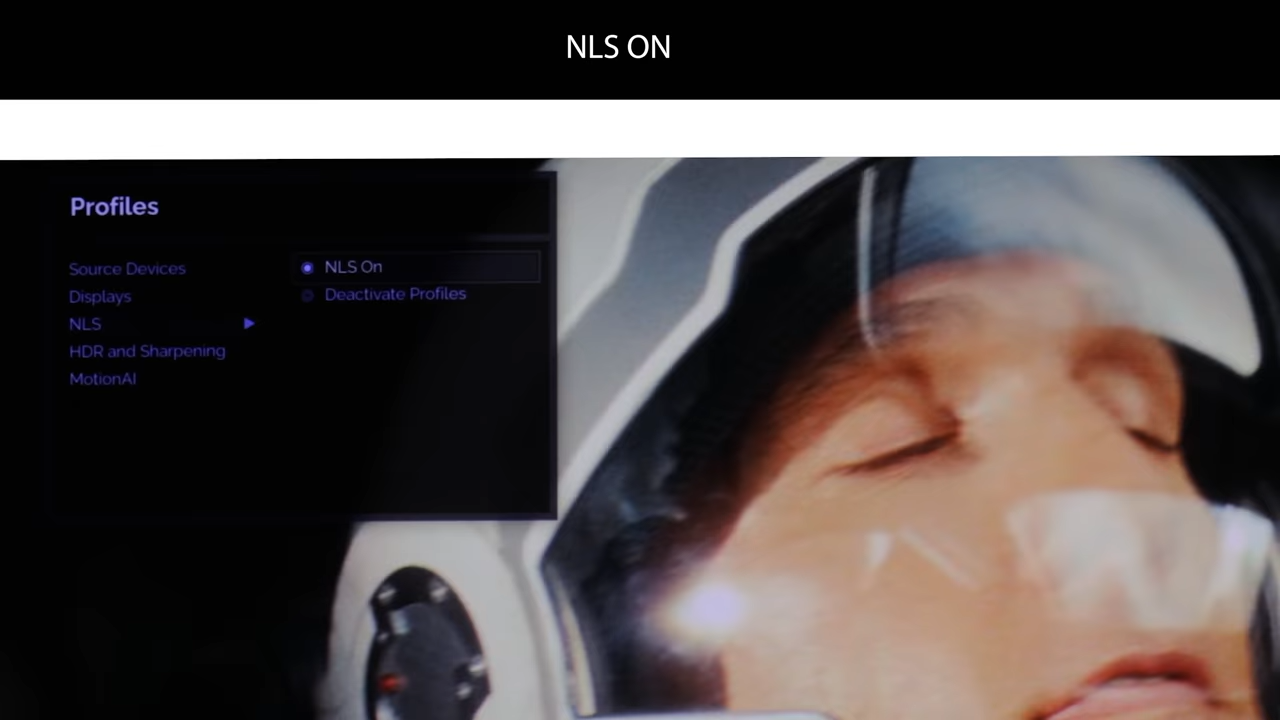 NLS ON
Profiles
Source Devices
NLS On
Displays
Deactivate Profiles
NLS
HDR and Sharpening
MotionAI